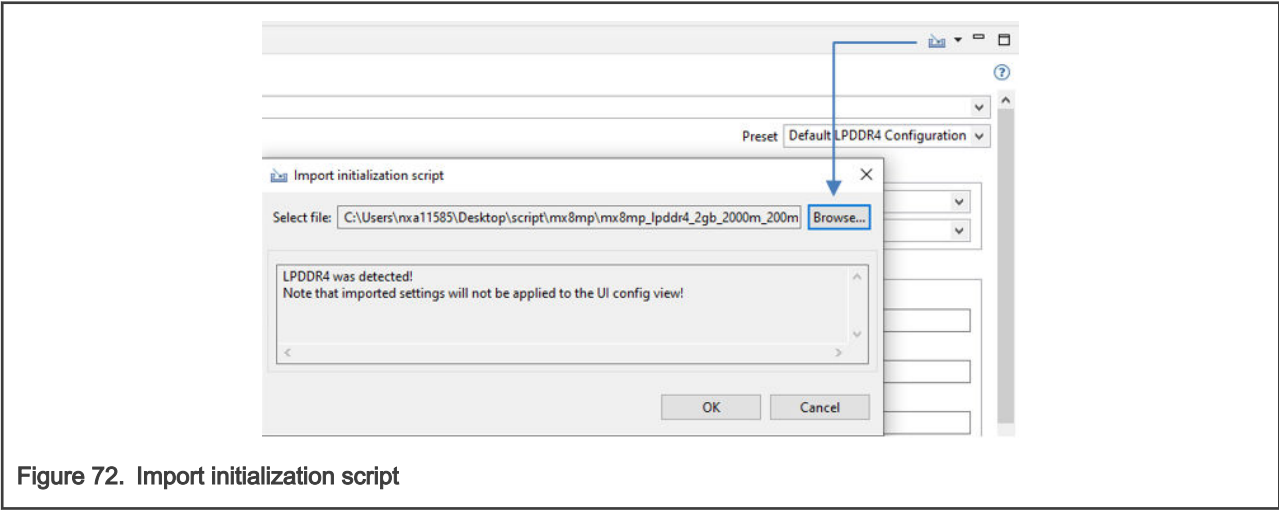 Preset Default LPDDR4 Configuration
Import initialization script
Select file: C:\Users\nxa11585\Desktop\script\mx8mp\mx8mp_lpddr4_2gb_2000m_200m Browse...
LPDDR4 was detected!
Note that imported settings will not be applied to the UI config view!
OK Cancel
Figure 72. Import initialization script